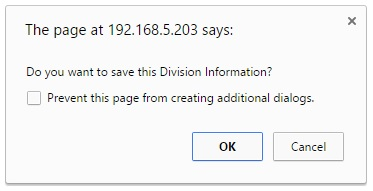 The page at 192.168.5.203 says:
Do you want to save this Division Information?
Prevent this page from creating additional dialogs.
OK Cancel